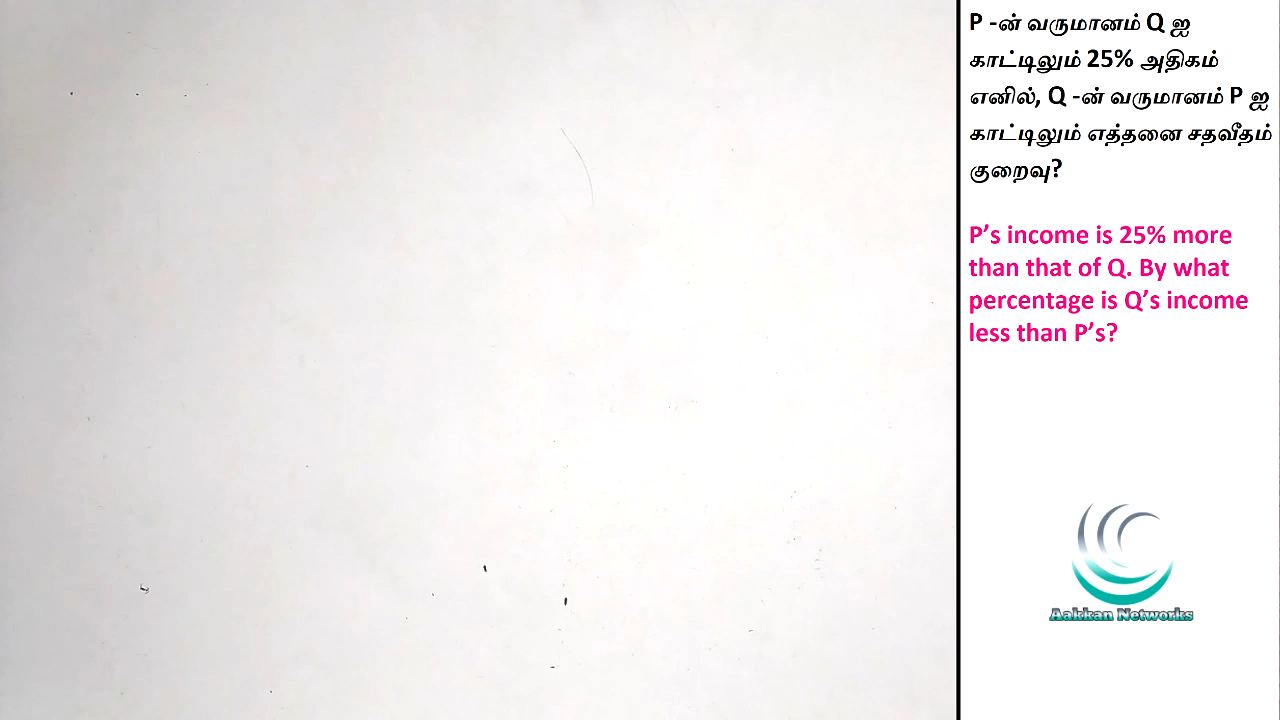 P -ன் வருமானம் Q ஐ
காட்டிலும் 25% அதிகம்
எனில், Q -ன் வருமானம் P ஐ
காட்டிலும் எத்தனை சதவீதம்
குறைவு?
P’s income is 25% more
than that of Q. By what
percentage is Q’s income
less than P’s?
Aakkan Networks